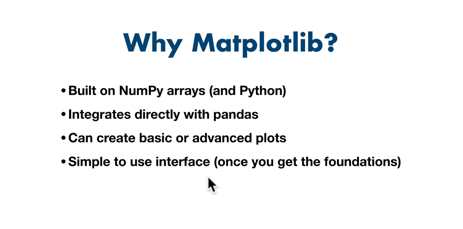 Why Matplotlib?
• Built on NumPy arrays (and Python)
• Integrates directly with pandas
• Can create basic or advanced plots
• Simple to use interface (once you get the foundations)